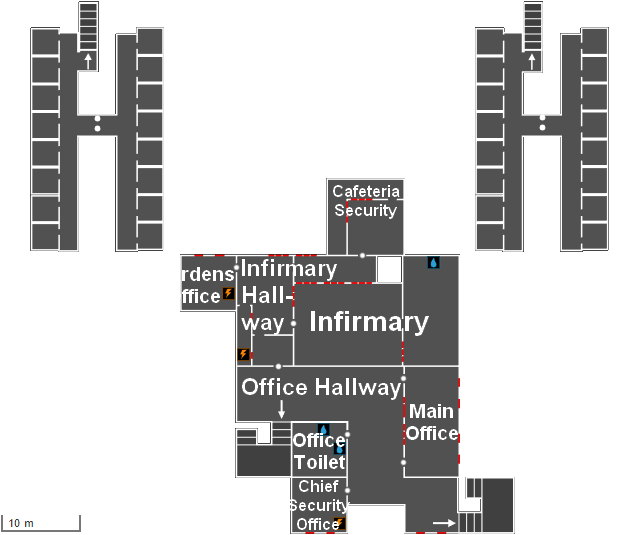 Cafeteria
Security
rdens
ffice
Infirmary
Hall-
way
Infirmary
Office Hallway
Main
Office
Office
Toilet
Chief
Security
Office
10 m